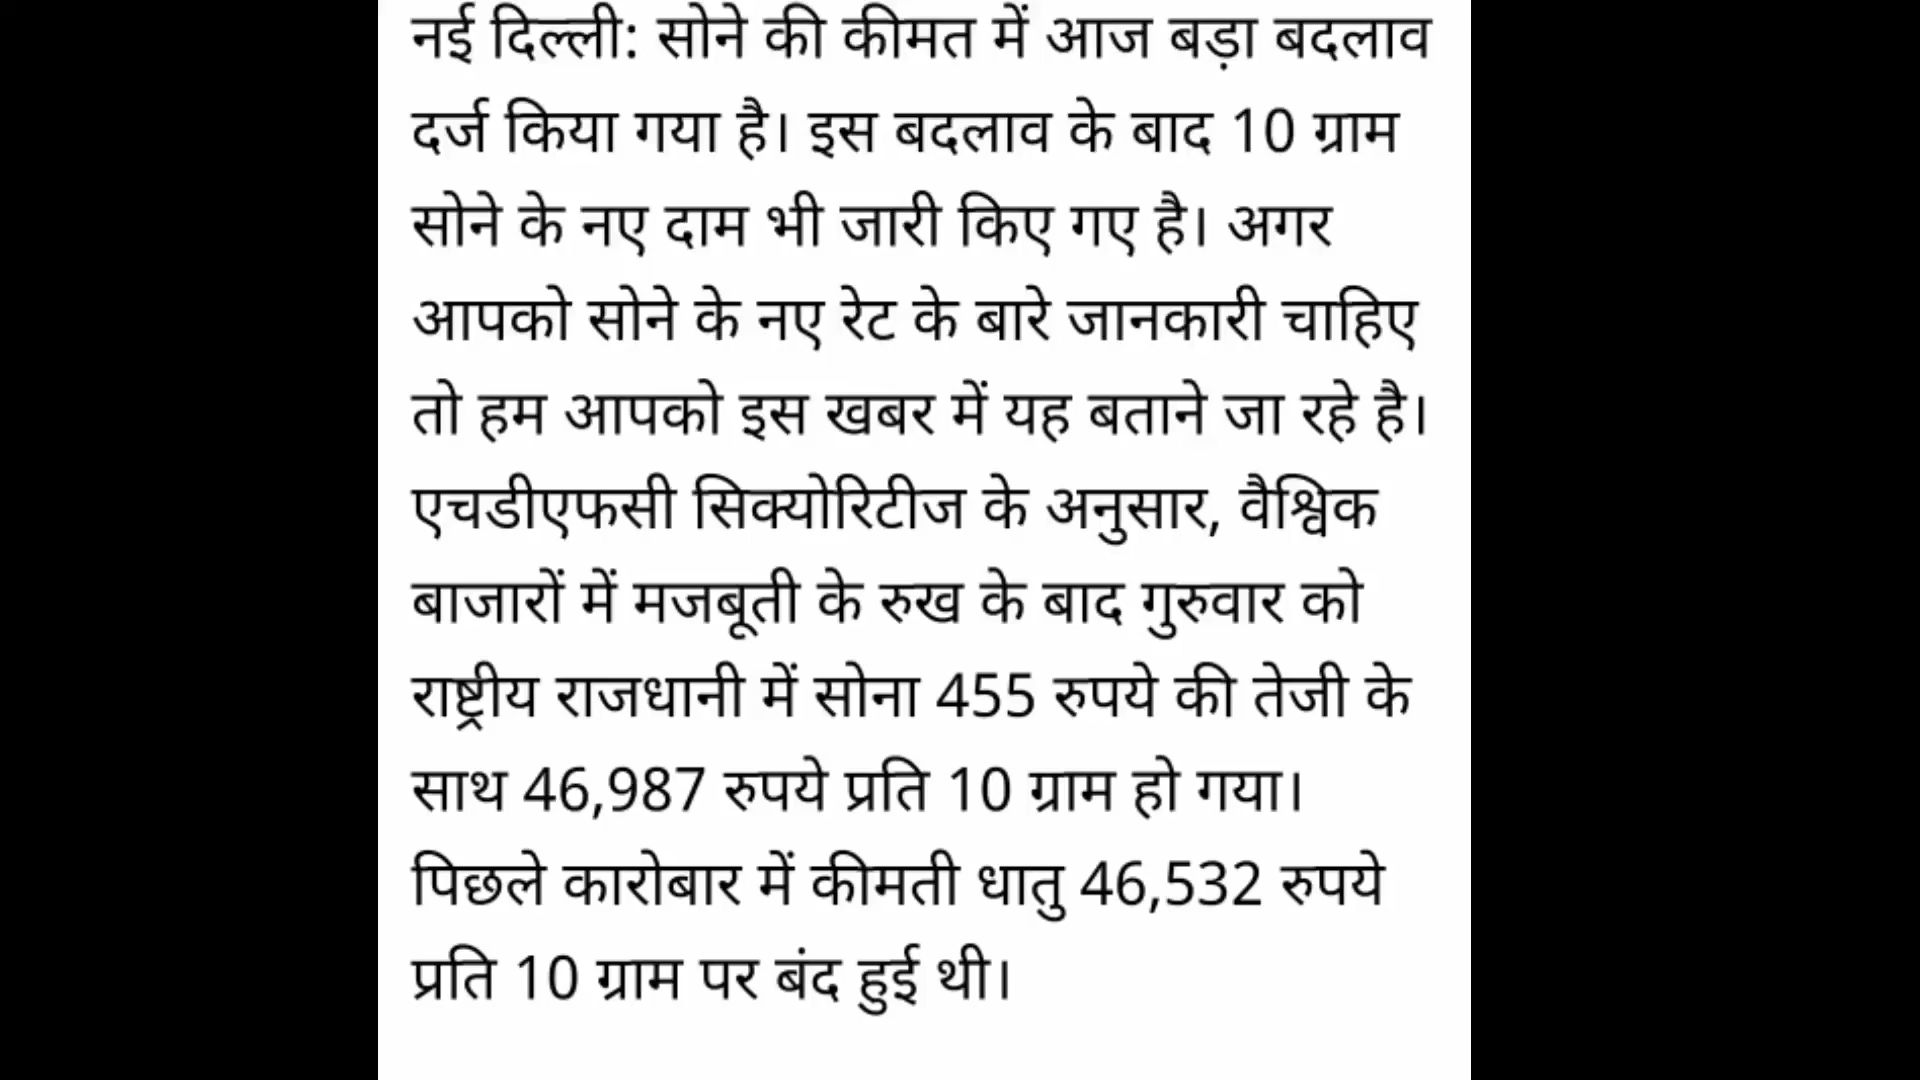 नई दिल्ली: सोने की कीमत में आज बड़ा बदलाव
दर्ज किया गया है। इस बदलाव के बाद 10 ग्राम
सोने के नए दाम भी जारी किए गए है। अगर
आपको सोने के नए रेट के बारे जानकारी चाहिए
तो हम आपको इस खबर में यह बताने जा रहे है।
एचडीएफसी सिक्योरिटीज के अनुसार, वैश्विक
बाजारों में मजबूती के रुख के बाद गुरुवार को
राष्ट्रीय राजधानी में सोना 455 रुपये की तेजी के
साथ 46,987 रुपये प्रति 10 ग्राम हो गया।
पिछले कारोबार में कीमती धातु 46,532 रुपये
प्रति 10 ग्राम पर बंद हुई थी।